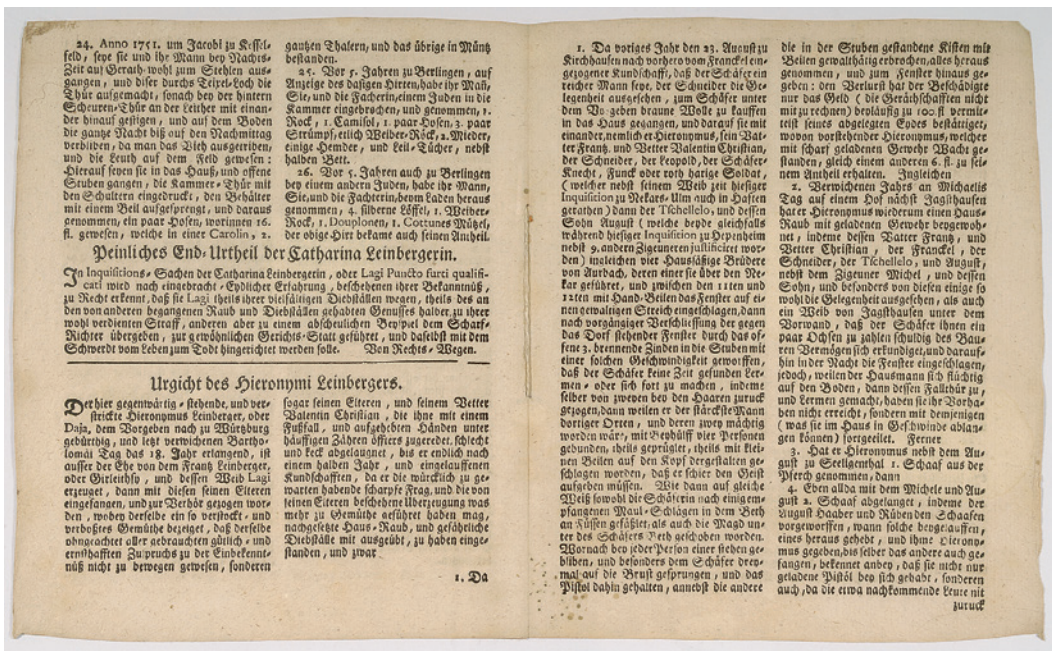 24. Anno 1751. um Jacobi zu Kessel-
feld, seye sie und ihr Mann bey Nachts-
Zeit auf Gerath-wohl zum Stehlen aus-
gangen, und diser durchs Teixel-Loch die
Thür aufgemacht, sonach bey der hintern
Scheuren-Thür an der Leither mit einan-
der hinauf gestigen, und auf dem Boden
die gantze Nacht biß auf den Nachmittag
verbliben, da man das Vieh ausgetriben,
und die Leuth auf dem Feld gewesen:
Hierauf seyen sie in das Hauß, und offene
Stuben gangen, die Kammer-Thür mit
den Schultern eingedruckt, den Behälter
mit einem Beil aufgesprengt, und daraus
genommen, ein paar Hosen, worinnen 16.
fl. gewesen, welche in einer Carolin, 2.
gantzen Thalern, und das übrige in Müntz
bestanden.
25. Vor 5. Jahren zu Berlingen, auf
Anzeige des dasigen Hirten, habe ihr Mañ,
Sie, und die Facherin, einem Juden in die
Kammer eingebrochen, und genommen, 1.
Rock, 1. Camisol, 1. paar Hosen, 3. paar
Strümpf, etlich Weiber-Röck, 2. Mieder,
einige Hemder, und Leil-Tücher, nebst
halben Bett.
26. Vor 5. Jahren auch zu Berlingen
bey einem andern Juden, habe ihr Mann,
Sie, und die Fachterin, beym Laden heraus
genommen, 4. silberne Löffel, 1. Weiber-
Rock, 1. Douplonen, 1. Cottunes Mützel,
der obige Hirt bekame auch seinen Antheil.
Peinliches End-Urtheil der Catharina Leinbergerin.
In Inquisitions-Sachen der Catharina Leinbergerin, oder Lagi Puncto furti qualifi-
cati wird nach eingebracht-Eydlicher Erfahrung, beschehenen ihrer Bekanntnüß,
zu Recht erkennt, daß sie Lagi theils ihrer vielfältigen Diebställen wegen, theils des an
den von anderen begangenen Raub und Diebställen gehabten Genusses halber, zu ihrer
wohl verdienten Straff, anderen aber zu einem abscheulichen Beyspiel dem Scharf-
Richter übergeben, zur gewöhnlichen Gerichts-Statt geführt, und daselbst mit dem
Schwerdt vom Leben zum Todt hingerichtet werden solle. Von Rechts-Wegen.
Urgicht des Hieronymi Leinbergers.
Der hier gegenwärtig-stehende, und ver-
strickte Hieronymus Leinberger, oder
Daja, dem Vorgeben nach zu Würtzburg
gebürthig, und letzt verwichenen Bartho-
lomäi Tag das 18. Jahr erlangend, ist
ausser der Ehe von dem Frantz Leinberger,
oder Girleithso, und dessen Weib Lagi
erzeuget, dann mit disen seinen Elteren
eingefangen, und zur Verhör gezogen wor-
den, wobey derselbe ein so verstockt- und
verboßtes Gemüthe bezeiget, daß derselbe
ohngeachtet aller gebrauchten gütlich- und
ernsthafften Zuspruchs zu der Einbekennt-
nüß nicht zu bewegen gewesen, sonderen
sogar seinen Elteren, und seinem Vetter
Valentin Christian, die ihne mit einem
Fußfall, und aufgehebten Händen unter
häuffigen Zähren öffters zugeredet, schlecht
und keck abgelaugnet, bis er endlich nach
einem halben Jahr, und eingelauffenen
Kundschafften, da er die würcklich zu ge-
warten habende scharpfe Frag, und die von
seinen Elteren beschehene Uberzeugung was
mehr zu Gemüthe geführet haben mag,
nachgesetzte Haus-Raub, und gefährliche
Diebställe mit ausgeübt, zu haben einge-
standen, und zwar
1. Da
1. Da voriges Jahr den 23. August zu
Kirchhausen nach vorhero vom Franckel ein-
gezogener Kundschafft, daß der Schäfer ein
reicher Mann seye, der Schneider die Ge-
legenheit ausgesehen, zum Schäfer unter
dem Vorgeben braune Wolle zu kauffen
in das Haus gegangen, und darauf sie mit
einander, nemlich er Hieronymus, sein Vat-
ter Frantz, und Vetter Valentin Christian,
der Schneider, der Leopold, der Schäfer-
Knecht, Funck oder roth harige Soldat,
(welcher nebst seinem Weib zeit hiesiger
Inquisition zu Nekars-Ulm auch in Hafften
gerathen) dann der Tschellelo, und dessen
Sohn August (welche beyde gleichfalls
während hiesiger Inquisition zu Hepenheim
nebst 9. andern Zigeuneren justificiret wor-
den) ingleichen vier Haussäßige Brüdere
von Aurbach, deren einer sie über den Ne-
kar geführet, und zwischen den 11ten und
12ten mit Hand-Beilen das Fenster auf ei-
nen gewaltigen Streich eingeschlagen, dann
nach vorgängiger Verschliessung der gegen
das Dorf stehender Fenster durch das of-
fene 3. brennende Zinden in die Stuben mit
einer solchen Geschwindigkeit geworffen,
daß der Schäfer keine Zeit gefunden Ler-
men- oder sich fort zu machen, indeme
selber von zweyen bey den Haaren zuruck
gezogen, dann weilen er der stärckste Mann
dortiger Orten, und deren zwey mächtig
worden wäre, mit Beyhülff vier Personen
gebunden, theils geprügelt, theils mit klei-
nen Beilen auf den Kopf dergestalten ge-
schlagen worden, daß er schier den Geist
aufgeben müssen. Wie dann auf gleiche
Weiß sowohl die Schäferin nach einigem-
pfangenen Maul-Schlägen in dem Beth
an Füssen gefäßlet, als auch die Magd un-
ter des Schäfers Beth geschoben worden.
Wornach bey jeder Person einer stehen ge-
bliben, und besonders dem Schäfer drey-
mal auf die Brust gesprungen, und das
Pistol dahin gehalten, annebst die andere
die in der Stuben gestandene Kisten mit
Beilen gewalthätig erbrochen, alles heraus
genommen, und zum Fenster hinaus ge-
geben: den Verlurst hat der Beschädigte
nur das Geld (die Geräthschafften nicht
mit zu rechnen) beyläufig zu 100. fl. vermit-
telst seines abgelegten Eydes bestättiget,
wovon vorstehender Hieronymus, welcher
mit scharf geladenen Gewehr Wacht ge-
standen, gleich einem anderen 6. fl. zu sei-
nem Antheil erhalten. Ingleichen
2. Verwichenen Jahrs an Michaelis
Tag auf einem Hof nächst Jagsthausen
hat er Hieronymus wiederum einen Haus-
Raub mit geladenen Gewehr beygewoh-
net, indeme dessen Vatter Frantz, und
Vetter Christian, der Franckel, der
Schneider, der Tschellelo, und August,
nebst dem Zigeuner Michel, und dessen
Sohn, und besonders von diesen einige so
wohl die Gelegenheit ausgesehen, als auch
ein Weib von Jagsthausen unter dem
Vorwand, daß der Schäfer ihnen ein
paar Ochsen zu zahlen schuldig des Bau-
ren Vermögen sich erkundiget, und darauf-
hin in der Nacht die Fenster eingeschlagen,
jedoch, weilen der Hausmann sich flüchtig
auf den Boden, dann dessen Fallthür zu,
und Lermen gemacht, haben sie ihr Vorha-
ben nicht erreicht, sondern mit demjenigen
(was sie im Haus in Geschwinde ablan-
gen können) fortgeeilet. Ferner
3. Hat er Hieronymus nebst dem Au-
gust zu Seellgenthal 1. Schaaf aus der
Pferch genommen, dann
4. Eben allda mit dem Michele und Au-
gust 2. Schaaf abgelangt, indeme der
August Haaber und Rüben den Schaafen
vorgeworffen, wann solche beygelauffen,
eines heraus gehebt, und ihme Hierony-
mus gegeben, bis selber das andere auch ge-
fangen, bekenner anbey, daß sie nicht nur
geladene Pistol bey sich gehabt, sonderen
auch, da die etwa nachkommende Leute nit
zuruck